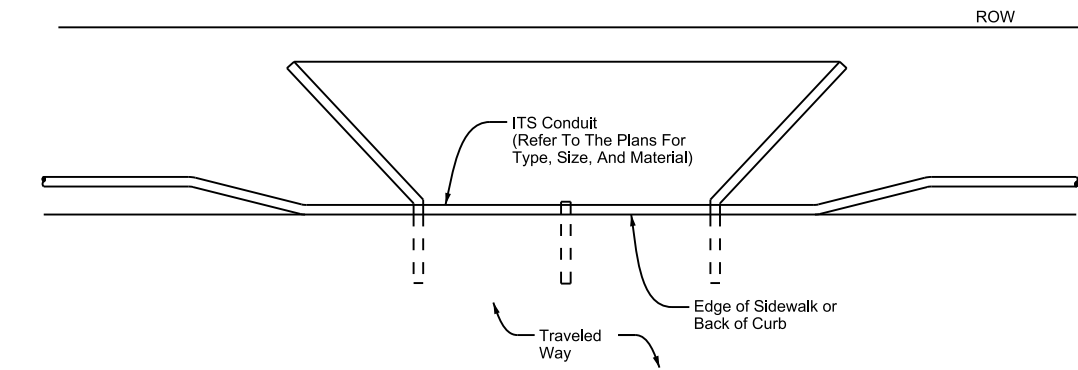 ROW
ITS Conduit
(Refer To The Plans For
Type, Size, And Material)
Edge of Sidewalk or
Back of Curb
Traveled
Way